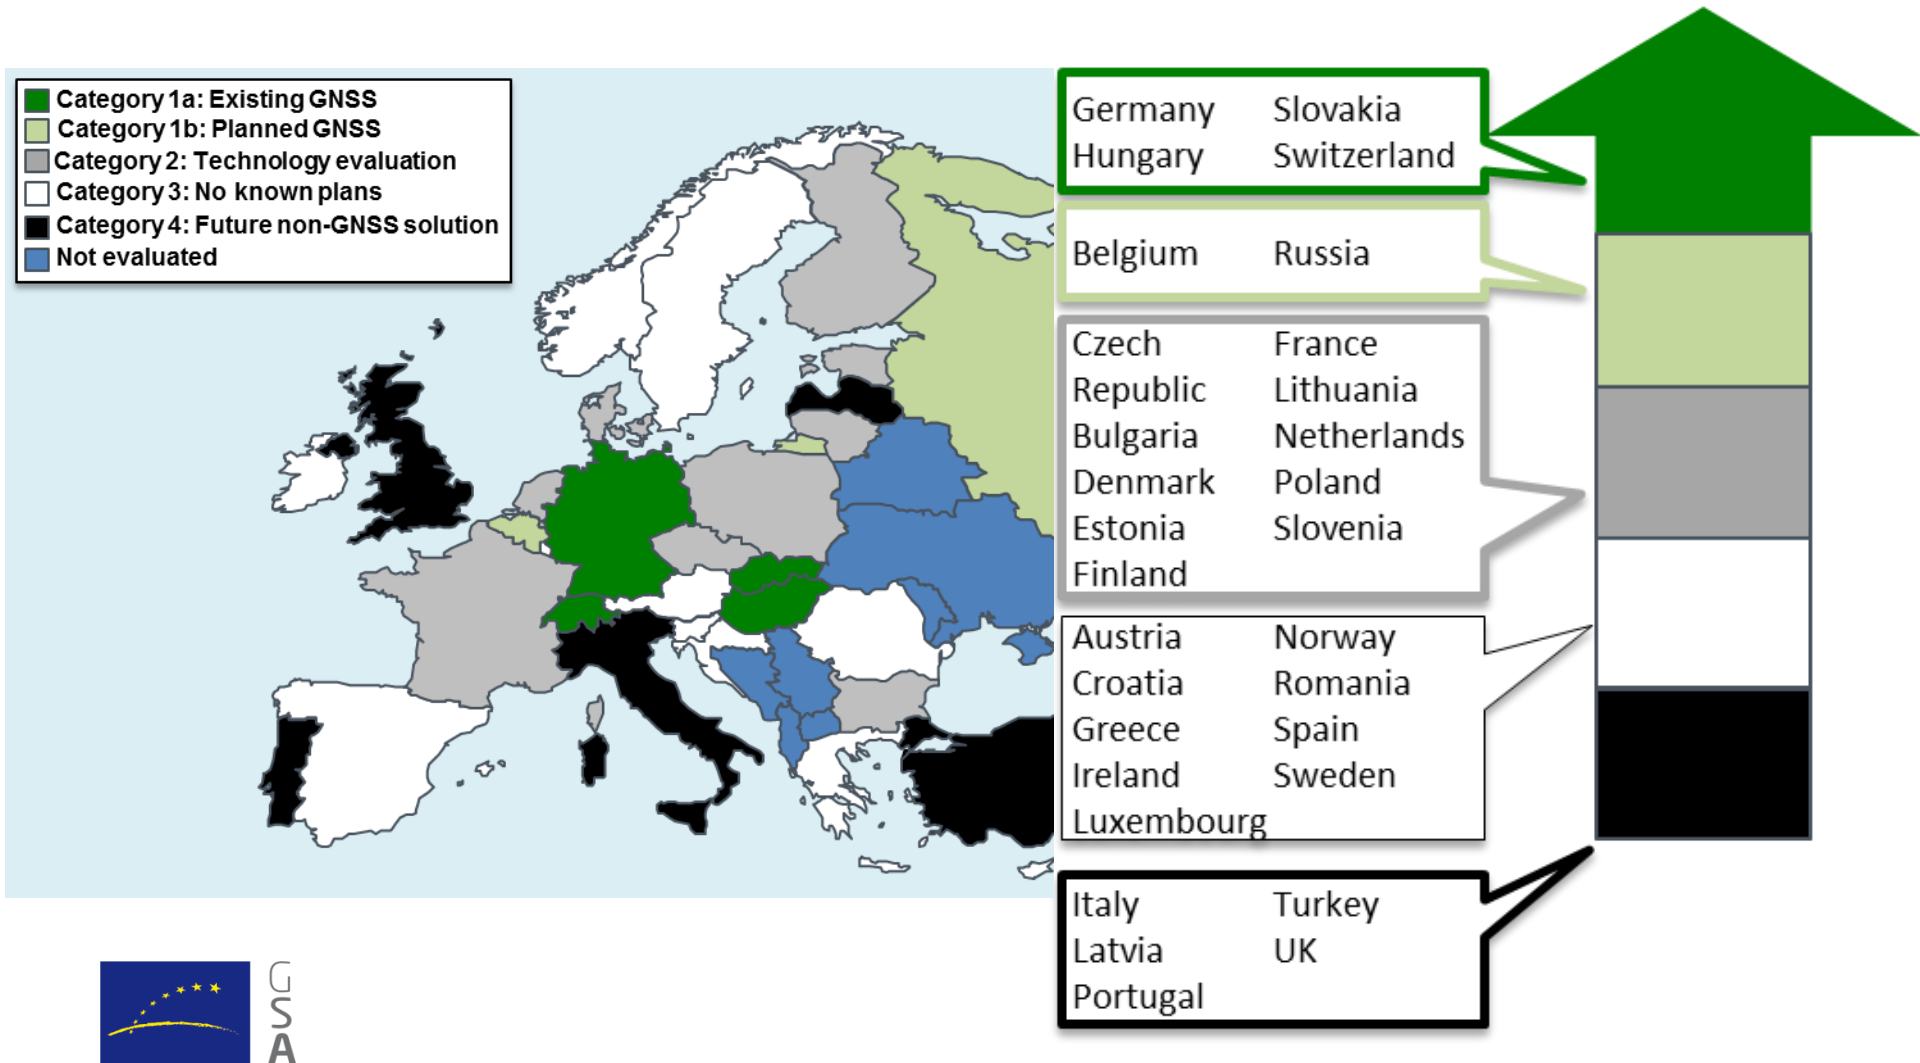 Category 1a: Existing GNSS
Category 1b: Planned GNSS
Category 2: Technology evaluation
Category 3: No known plans
Category 4: Future non-GNSS solution
Not evaluated
Germany Slovakia
Hungary Switzerland
Belgium Russia
Czech France
Republic Lithuania
Bulgaria Netherlands
Denmark Poland
Estonia Slovenia
Finland
Austria Norway
Croatia Romania
Greece Spain
Ireland Sweden
Luxembourg
Italy Turkey
Latvia UK
Portugal
G
S
A